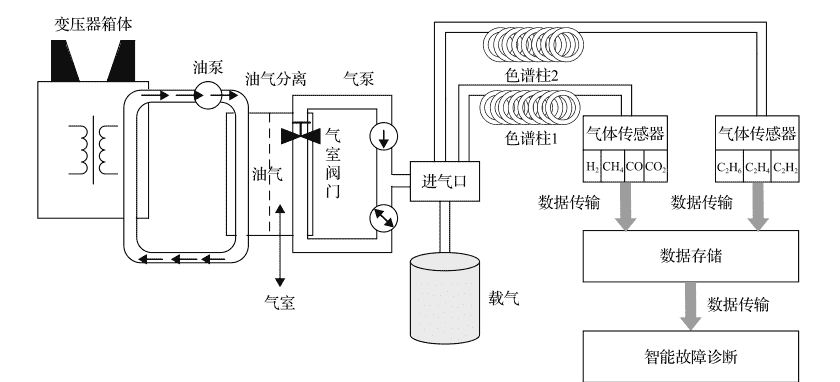 变压器箱体
油泵
油气分离
气泵
色谱柱2
色谱柱1
气体传感器
气体传感器
H₂ CH₄ CO CO₂
C₂H₆ C₂H₄ C₂H₂
气室阀门
油气
进气口
数据传输
数据传输
数据存储
气室
载气
数据传输
智能故障诊断